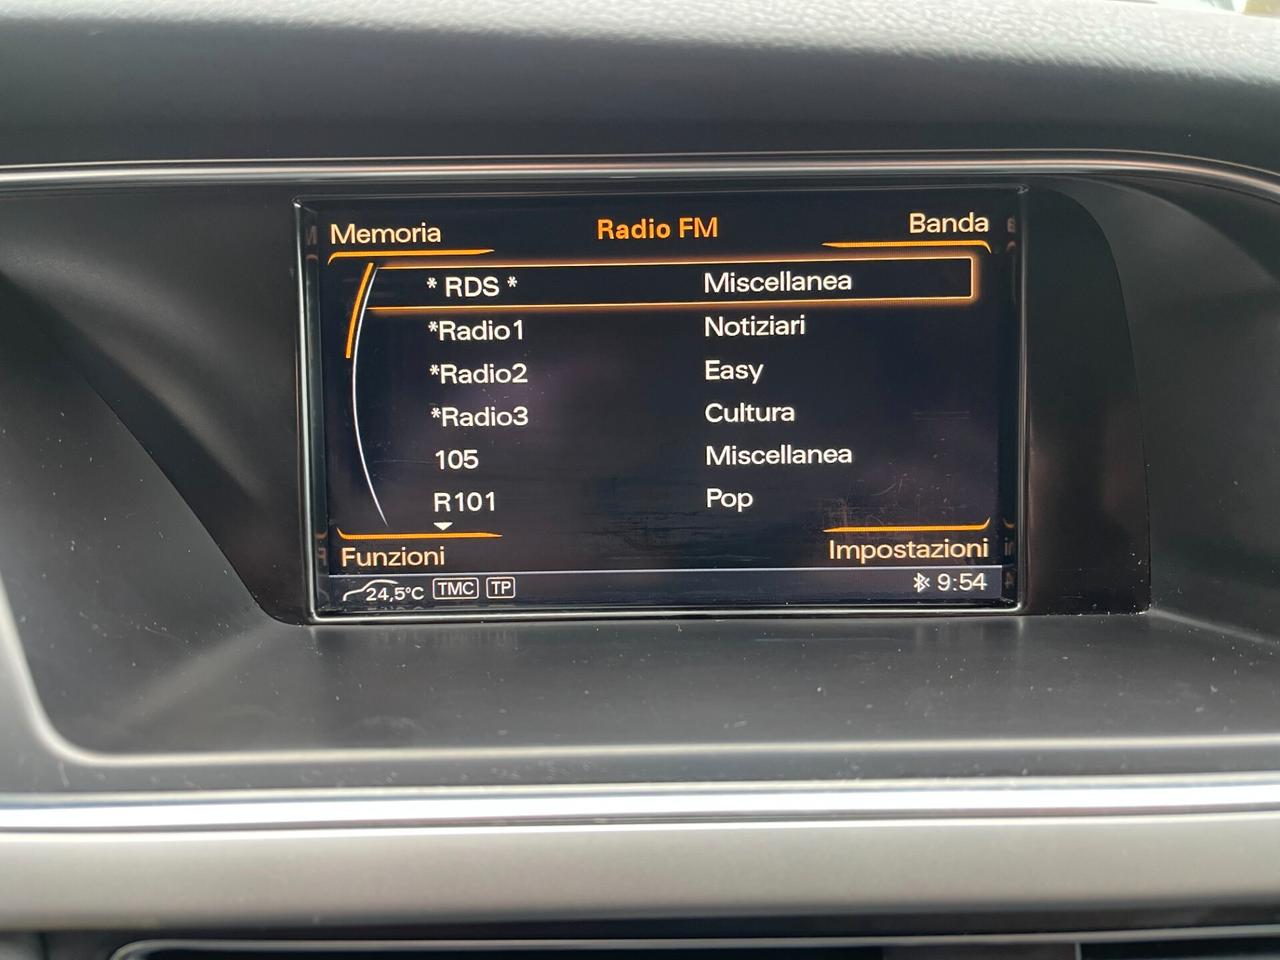 Memoria Radio FM Banda
* RDS * Miscellanea
*Radio1 Notiziari
*Radio2 Easy
*Radio3 Cultura
105 Miscellanea
R101 Pop
Funzioni Impostazioni
24,5°C TMC TP 9:54